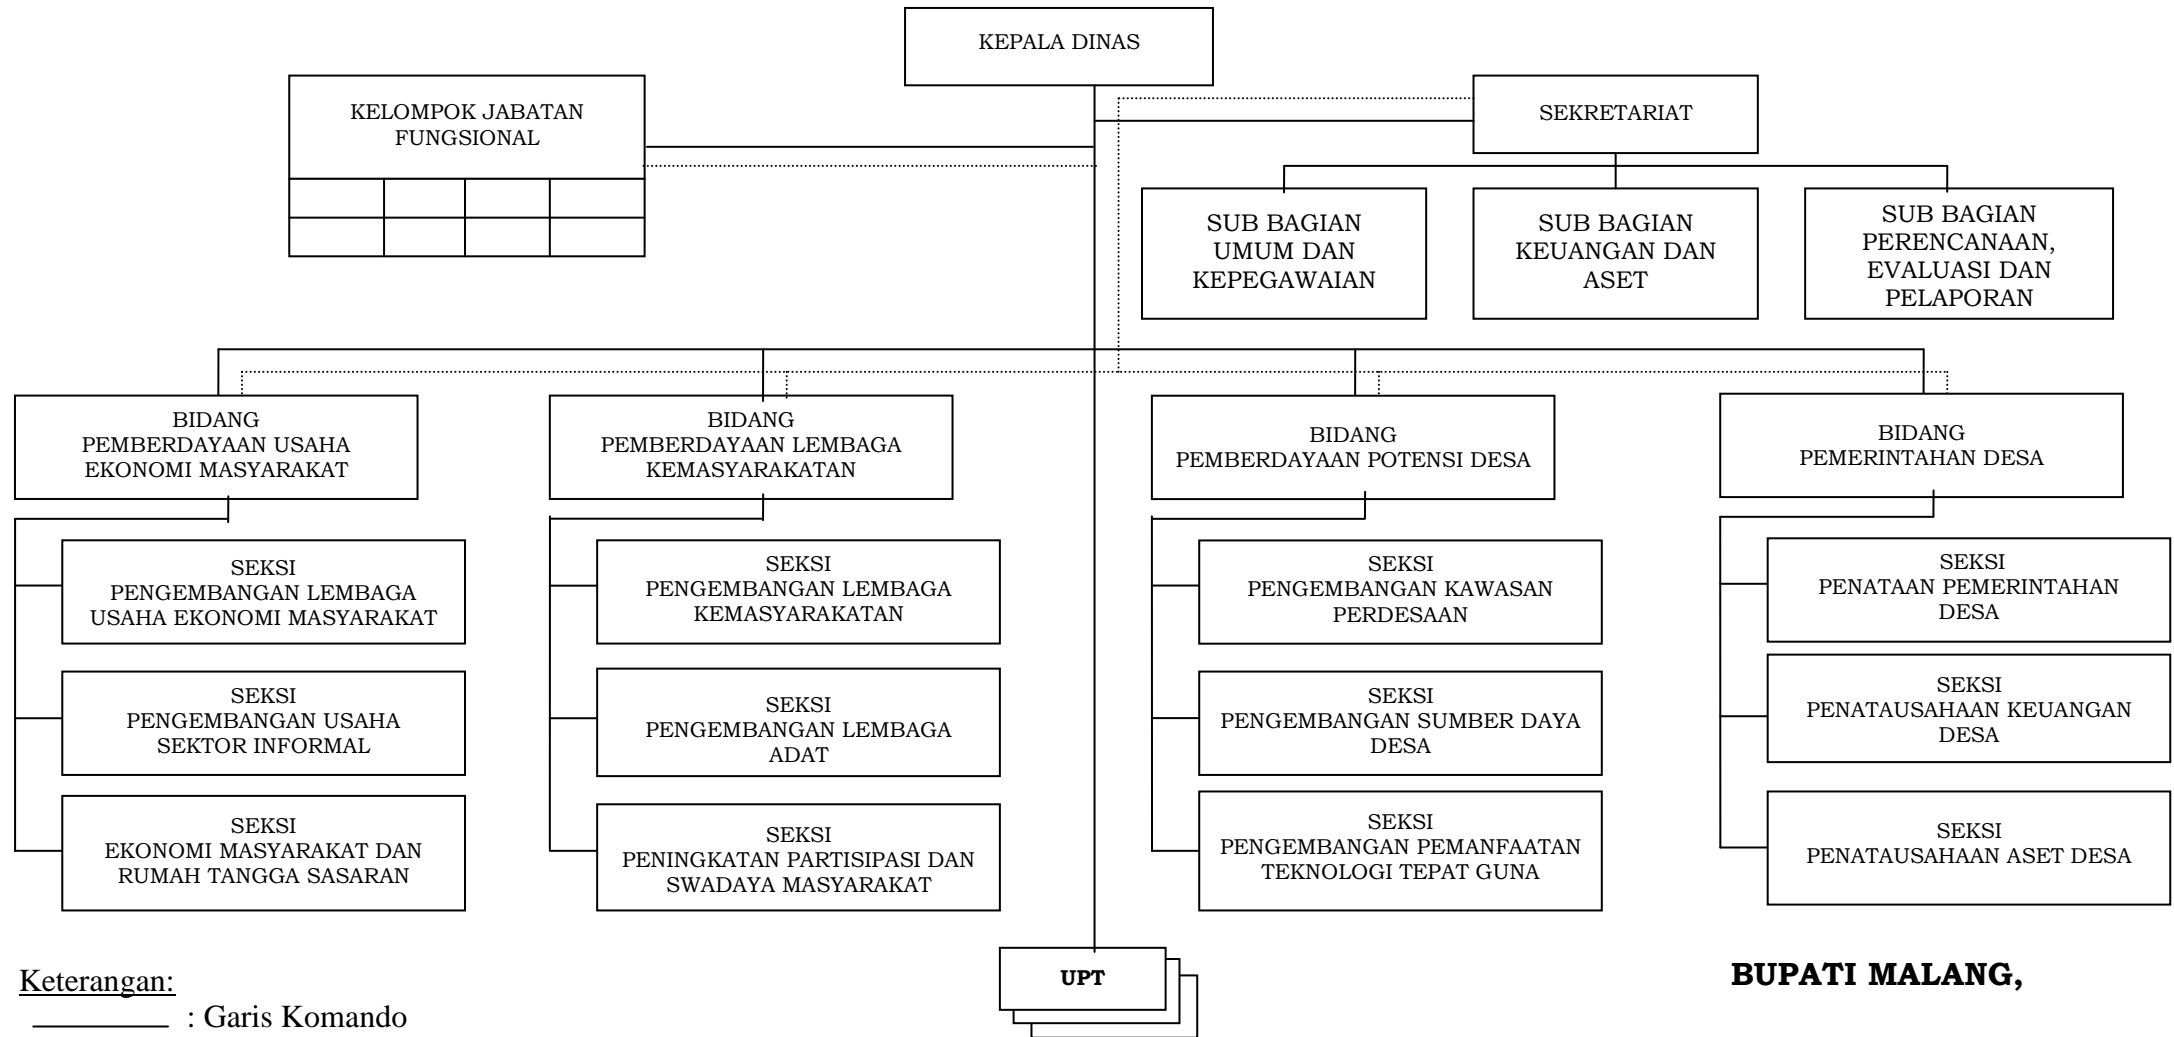 KEPALA DINAS
KELOMPOK JABATAN
FUNGSIONAL
SEKRETARIAT
SUB BAGIAN
UMUM DAN
KEPEGAWAIAN
SUB BAGIAN
KEUANGAN DAN
ASET
SUB BAGIAN
PERENCANAAN,
EVALUASI DAN
PELAPORAN
BIDANG
PEMBERDAYAAN USAHA
EKONOMI MASYARAKAT
BIDANG
PEMBERDAYAAN LEMBAGA
KEMASYARAKATAN
BIDANG
PEMBERDAYAAN POTENSI DESA
BIDANG
PEMERINTAHAN DESA
SEKSI
PENGEMBANGAN LEMBAGA
USAHA EKONOMI MASYARAKAT
SEKSI
PENGEMBANGAN LEMBAGA
KEMASYARAKATAN
SEKSI
PENGEMBANGAN KAWASAN
PERDESAAN
SEKSI
PENATAAN PEMERINTAHAN
DESA
SEKSI
PENGEMBANGAN USAHA
SEKTOR INFORMAL
SEKSI
PENGEMBANGAN LEMBAGA
ADAT
SEKSI
PENGEMBANGAN SUMBER DAYA
DESA
SEKSI
PENATAUSAHAAN KEUANGAN
DESA
SEKSI
EKONOMI MASYARAKAT DAN
RUMAH TANGGA SASARAN
SEKSI
PENINGKATAN PARTISIPASI DAN
SWADAYA MASYARAKAT
SEKSI
PENGEMBANGAN PEMANFAATAN
TEKNOLOGI TEPAT GUNA
SEKSI
PENATAUSAHAAN ASET DESA
UPT
Keterangan:
: Garis Komando
BUPATI MALANG,